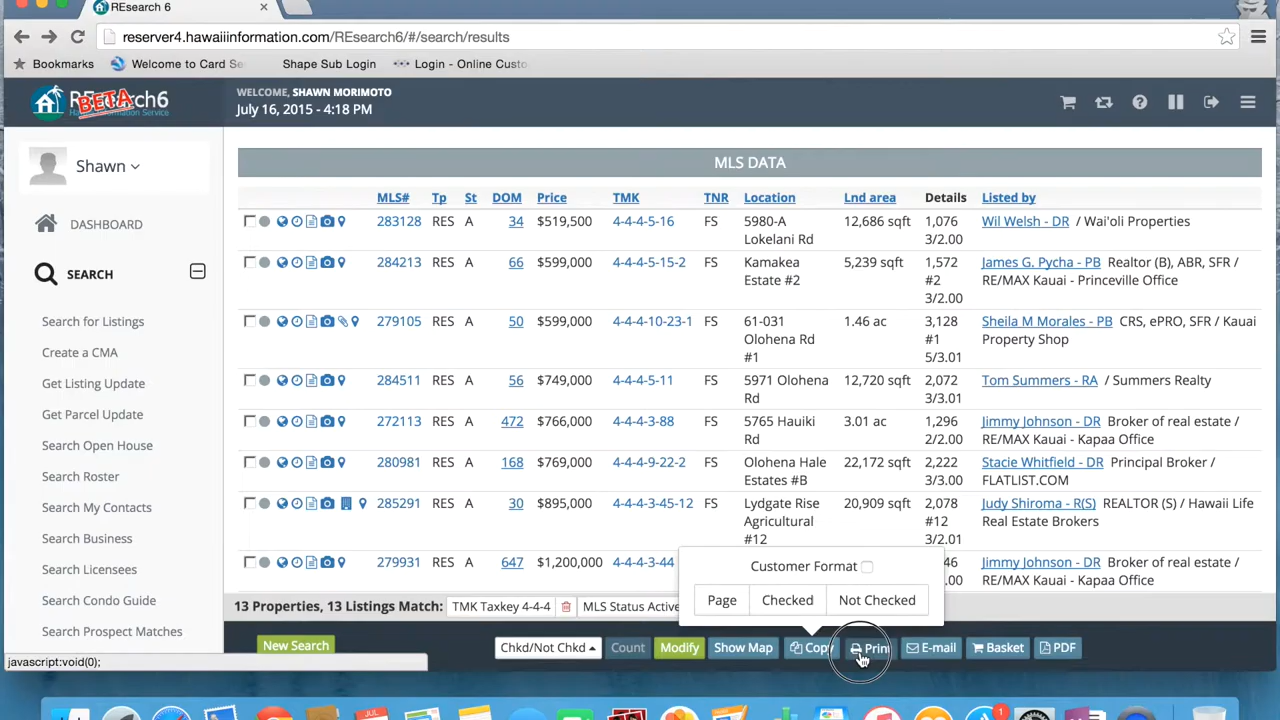 REsearch 6
reserver4.hawaiiinformation.com/REsearch6/#/search/results
Bookmarks Welcome to Card Se Shape Sub Login Login - Online Custo
REsearch6
BETA
Hawaii Information Service
WELCOME, SHAWN MORIMOTO
July 16, 2015 - 4:18 PM
Shawn
DASHBOARD
SEARCH
Search for Listings
Create a CMA
Get Listing Update
Get Parcel Update
Search Open House
Search Roster
Search My Contacts
Search Business
Search Licensees
Search Condo Guide
Search Prospect Matches
MLS DATA
MLS# Tp St DOM Price TMK TNR Location Lnd area Details Listed by
283128 RES A 34 $519,500 4-4-4-5-16 FS 5980-A 12,686 sqft 1,076 Wil Welsh - DR / Wai'oli Properties
Lokelani Rd 3/2.00
284213 RES A 66 $599,000 4-4-4-5-15-2 FS Kamakea 5,239 sqft 1,572 James G. Pycha - PB Realtor (B), ABR, SFR /
Estate #2 #2 RE/MAX Kauai - Princeville Office
3/2.00
279105 RES A 50 $599,000 4-4-4-10-23-1 FS 61-031 1.46 ac 3,128 Sheila M Morales - PB CRS, ePRO, SFR / Kauai
Olohena Rd #1 Property Shop
#1 5/3.01
284511 RES A 56 $749,000 4-4-4-5-11 FS 5971 Olohena 12,720 sqft 2,072 Tom Summers - RA / Summers Realty
Rd 3/3.01
272113 RES A 472 $766,000 4-4-4-3-88 FS 5765 Hauiki 3.01 ac 1,296 Jimmy Johnson - DR Broker of real estate /
Rd 2/2.00 RE/MAX Kauai - Kapaa Office
280981 RES A 168 $769,000 4-4-4-9-22-2 FS Olohena Hale 22,172 sqft 2,222 Stacie Whitfield - DR Principal Broker /
Estates #B 3/3.00 FLATLIST.COM
285291 RES A 30 $895,000 4-4-4-3-45-12 FS Lydgate Rise 20,909 sqft 2,078 Judy Shiroma - R(S) REALTOR (S) / Hawaii Life
Agricultural #12 Real Estate Brokers
#12 3/2.01
279931 RES A 647 $1,200,000 4-4-4-3-44 46 Jimmy Johnson - DR Broker of real estate /
.00 RE/MAX Kauai - Kapaa Office
Customer Format
Page Checked Not Checked
13 Properties, 13 Listings Match: TMK Taxkey 4-4-4 MLS Status Active
New Search Chkd/Not Chkd Count Modify Show Map Copy Print E-mail Basket PDF
javascript:void(0);
JUL
1